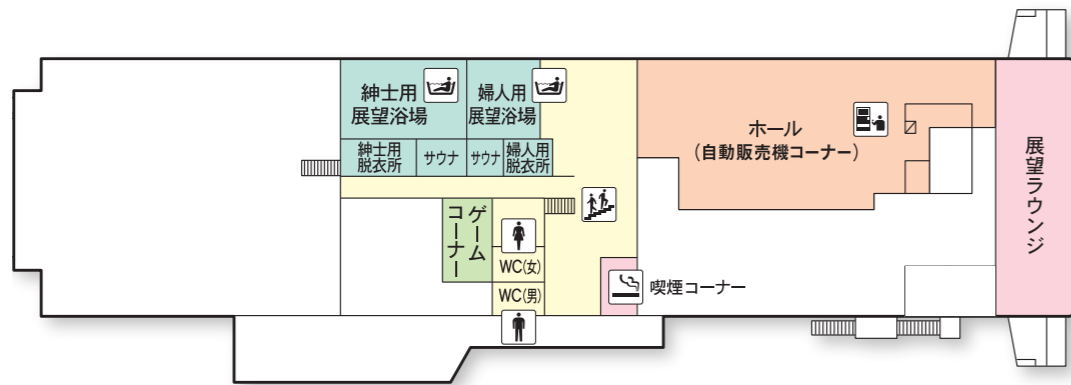 紳士用
展望浴場
婦人用
展望浴場
紳士用
脱衣所
サウナ
サウナ
婦人用
脱衣所
ホール
(自動販売機コーナー)
展望ラウンジ
ゲーム
コーナー
WC(女)
WC(男)
喫煙コーナー